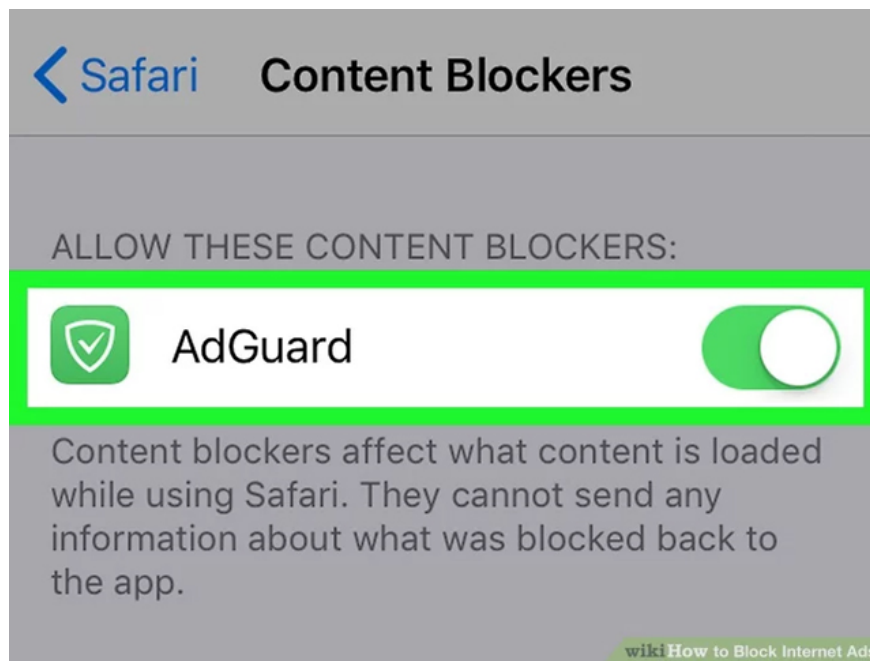 Safari Content Blockers
ALLOW THESE CONTENT BLOCKERS:
AdGuard
Content blockers affect what content is loaded
while using Safari. They cannot send any
information about what was blocked back to
the app.
wikiHow to Block Internet Ads